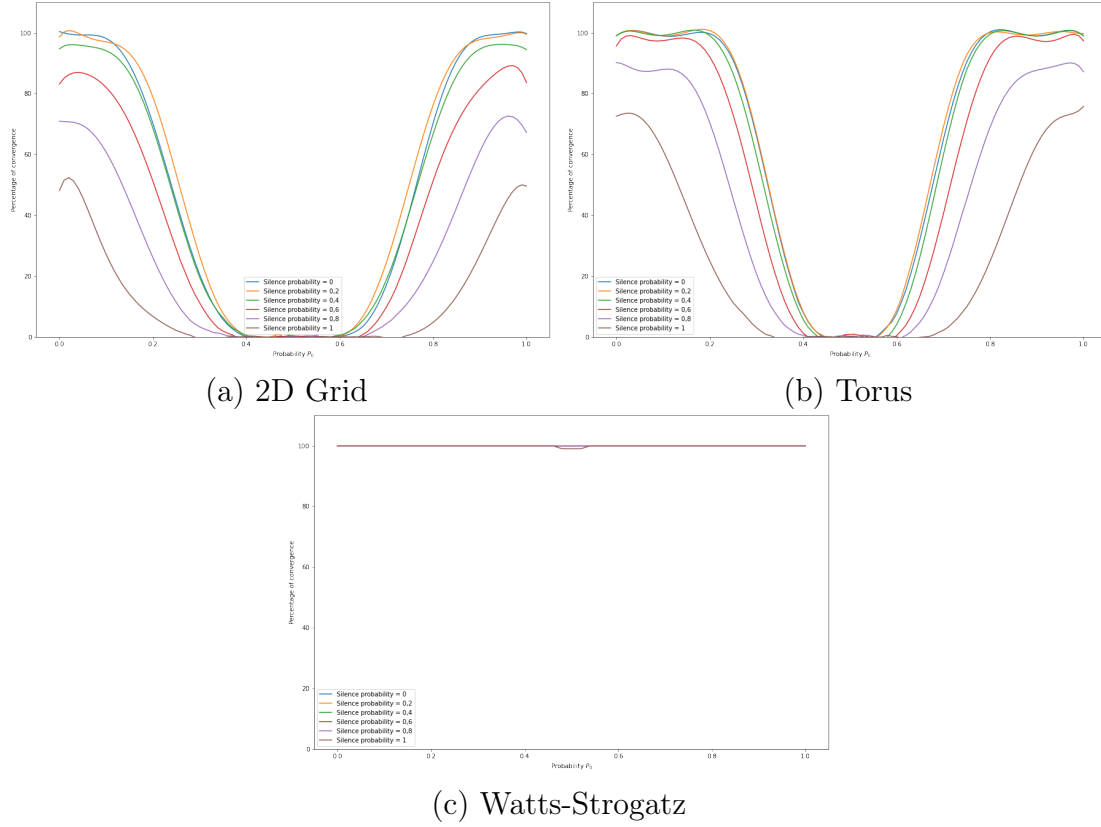 100
80
60
40
20
0
Percentage of convergence
Silence probability = 0
Silence probability = 0,2
Silence probability = 0,4
Silence probability = 0,6
Silence probability = 0,8
Silence probability = 1
0.0 0.2 0.4 0.6 0.8 1.0
Probability P₀
(a) 2D Grid
100
80
60
40
20
0
Percentage of convergence
Silence probability = 0
Silence probability = 0,2
Silence probability = 0,4
Silence probability = 0,6
Silence probability = 0,8
Silence probability = 1
0.0 0.2 0.4 0.6 0.8 1.0
Probability P₀
(b) Torus
100
80
60
40
20
0
Percentage of convergence
Silence probability = 0
Silence probability = 0,2
Silence probability = 0,4
Silence probability = 0,6
Silence probability = 0,8
Silence probability = 1
0.0 0.2 0.4 0.6 0.8 1.0
Probability P₀
(c) Watts-Strogatz